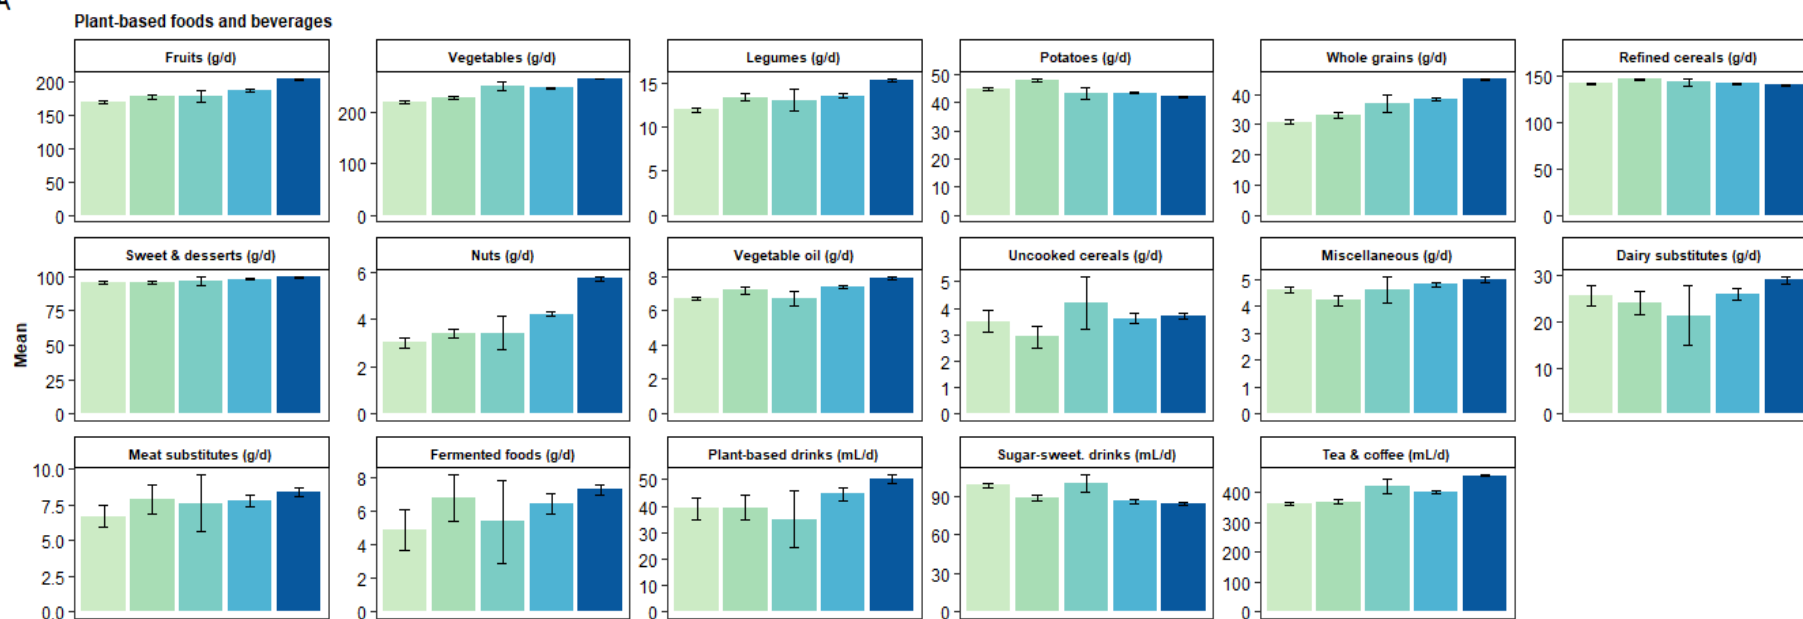 A
Plant-based foods and beverages
Fruits (g/d) Vegetables (g/d) Legumes (g/d) Potatoes (g/d) Whole grains (g/d) Refined cereals (g/d)
200 150 100 50 0
200 100 0
15 10 5 0
50 40 30 20 10 0
40 30 20 10 0
150 100 50 0
Mean
Sweet & desserts (g/d) Nuts (g/d) Vegetable oil (g/d) Uncooked cereals (g/d) Miscellaneous (g/d) Dairy substitutes (g/d)
100 75 50 25 0
6 4 2 0
8 6 4 2 0
5 4 3 2 1 0
5 4 3 2 1 0
30 20 10 0
Meat substitutes (g/d) Fermented foods (g/d) Plant-based drinks (mL/d) Sugar-sweet. drinks (mL/d) Tea & coffee (mL/d)
10.0 7.5 5.0 2.5 0.0
8 6 4 2 0
50 40 30 20 10 0
90 60 30 0
400 300 200 100 0